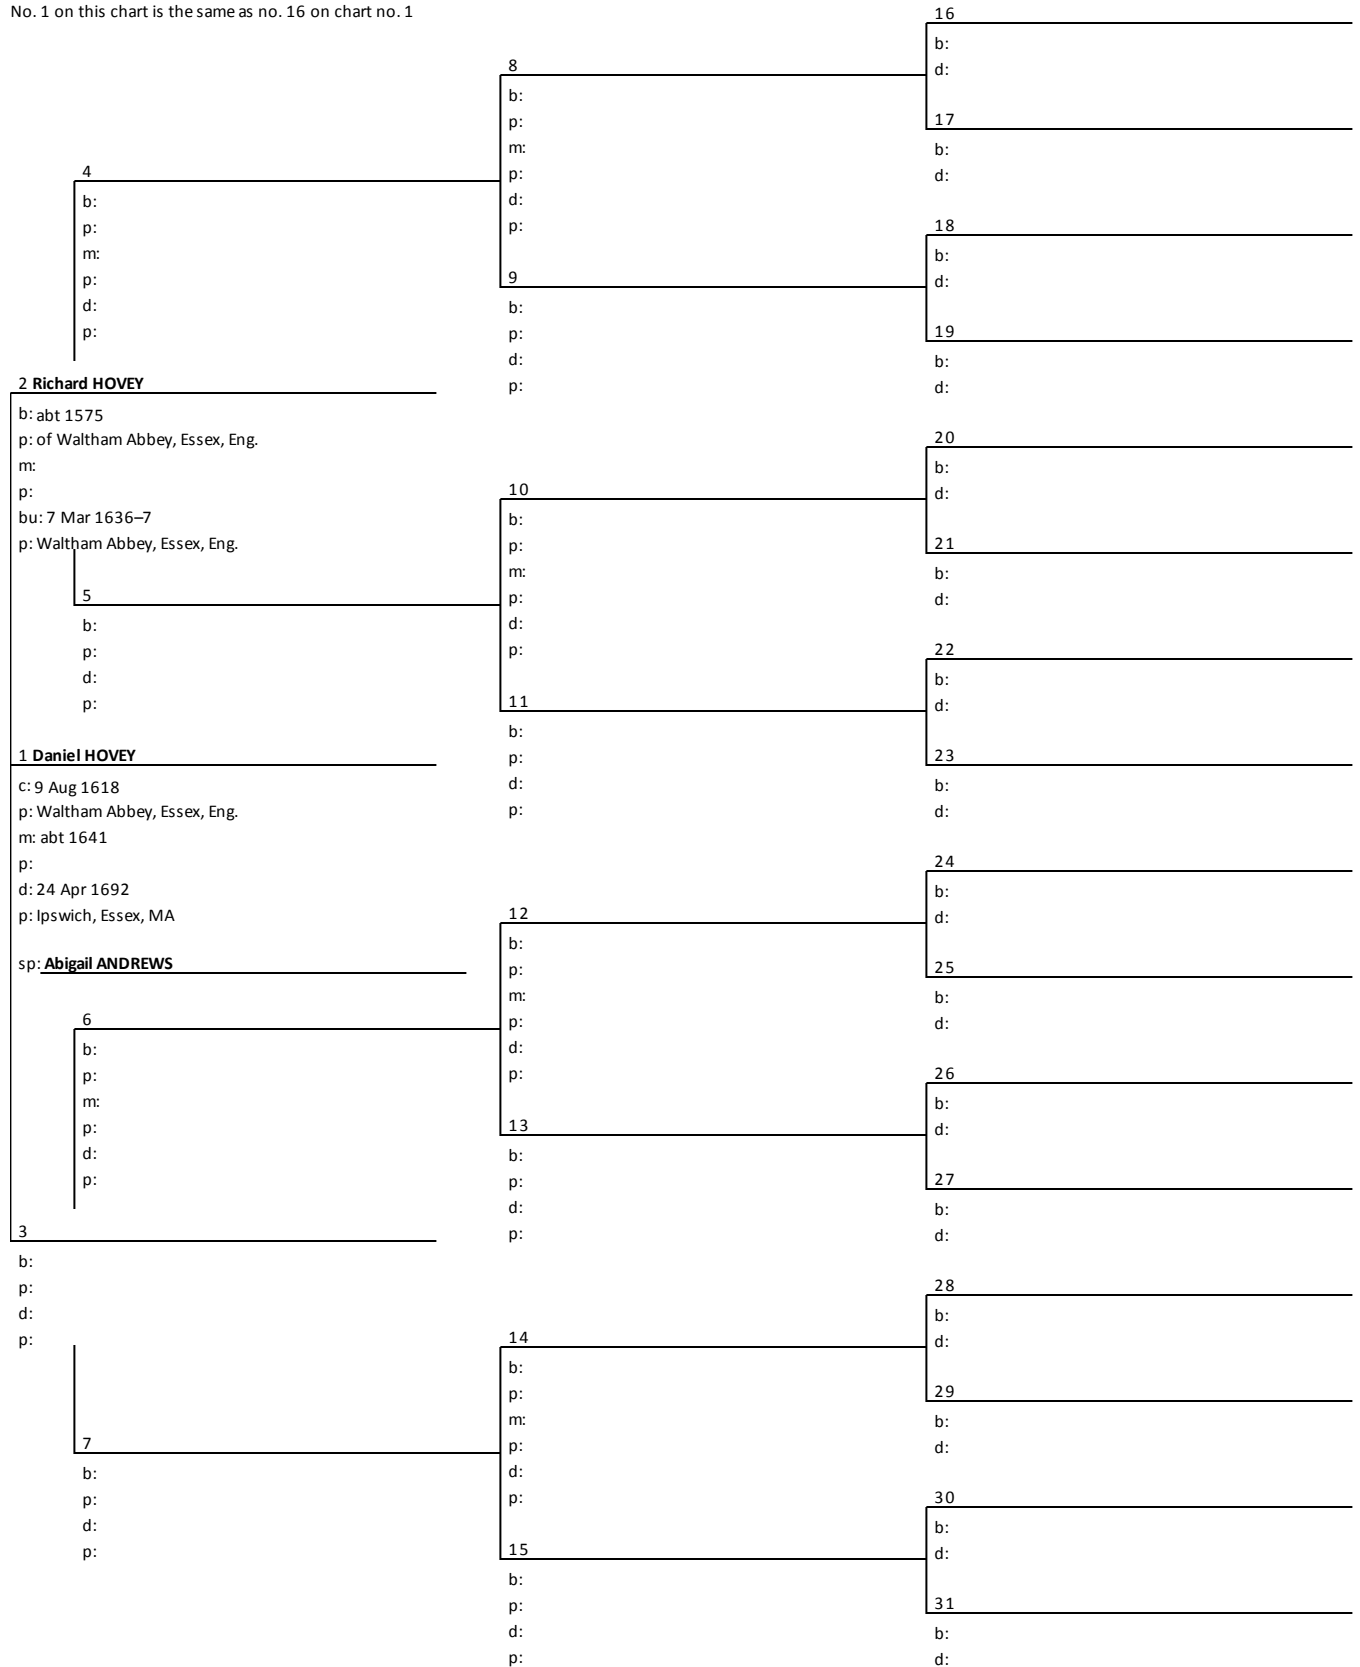 No. 1 on this chart is the same as no. 16 on chart no. 1
16
b:
d:
8
b:
p:
m:
p:
d:
p:
17
b:
d:
4
b:
p:
m:
p:
d:
p:
18
b:
d:
9
b:
p:
d:
p:
19
b:
d:
2 Richard HOVEY
b: abt 1575
p: of Waltham Abbey, Essex, Eng.
m:
p:
bu: 7 Mar 1636–7
p: Waltham Abbey, Essex, Eng.
20
b:
d:
10
b:
p:
m:
p:
d:
p:
21
b:
d:
5
b:
p:
d:
p:
22
b:
d:
11
b:
p:
d:
p:
23
b:
d:
1 Daniel HOVEY
c: 9 Aug 1618
p: Waltham Abbey, Essex, Eng.
m: abt 1641
p:
d: 24 Apr 1692
p: Ipswich, Essex, MA
sp: Abigail ANDREWS
24
b:
d:
12
b:
p:
m:
p:
d:
p:
25
b:
d:
6
b:
p:
m:
p:
d:
p:
26
b:
d:
13
b:
p:
d:
p:
27
b:
d:
3
b:
p:
d:
p:
28
b:
d:
14
b:
p:
m:
p:
d:
p:
29
b:
d:
7
b:
p:
d:
p:
30
b:
d:
15
b:
p:
d:
p:
31
b:
d: